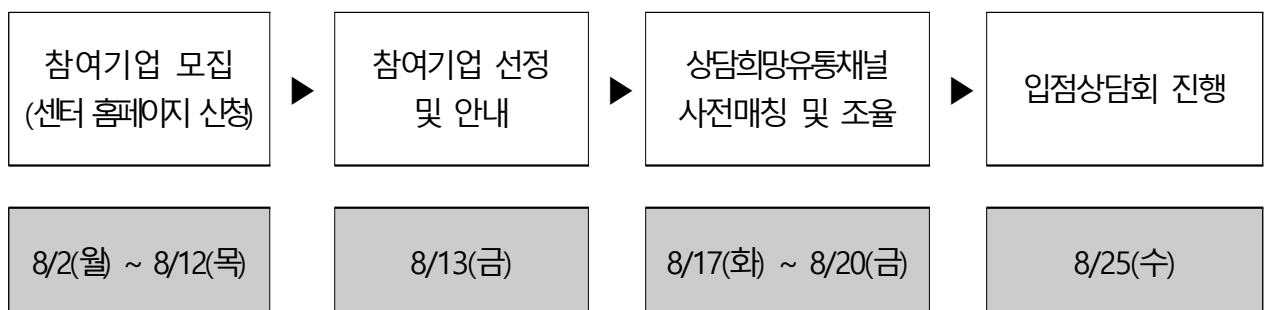 참여기업 모집
(센터 홈페이지 신청)
▶
참여기업 선정
및 안내
▶
상담희망유통채널
사전매칭 및 조율
▶
입점상담회 진행
8/2(월) ~ 8/12(목)
8/13(금)
8/17(화) ~ 8/20(금)
8/25(수)